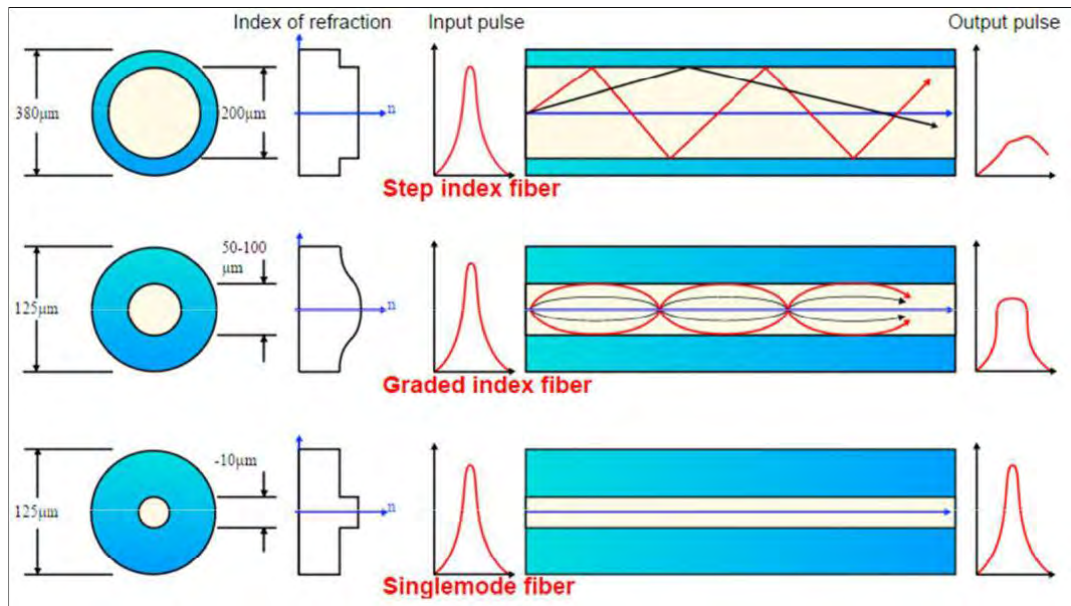 Index of refraction
Input pulse
Output pulse
380µm
200µm
n
Step index fiber
50-100
µm
125µm
n
Graded index fiber
-10µm
125µm
n
Singlemode fiber